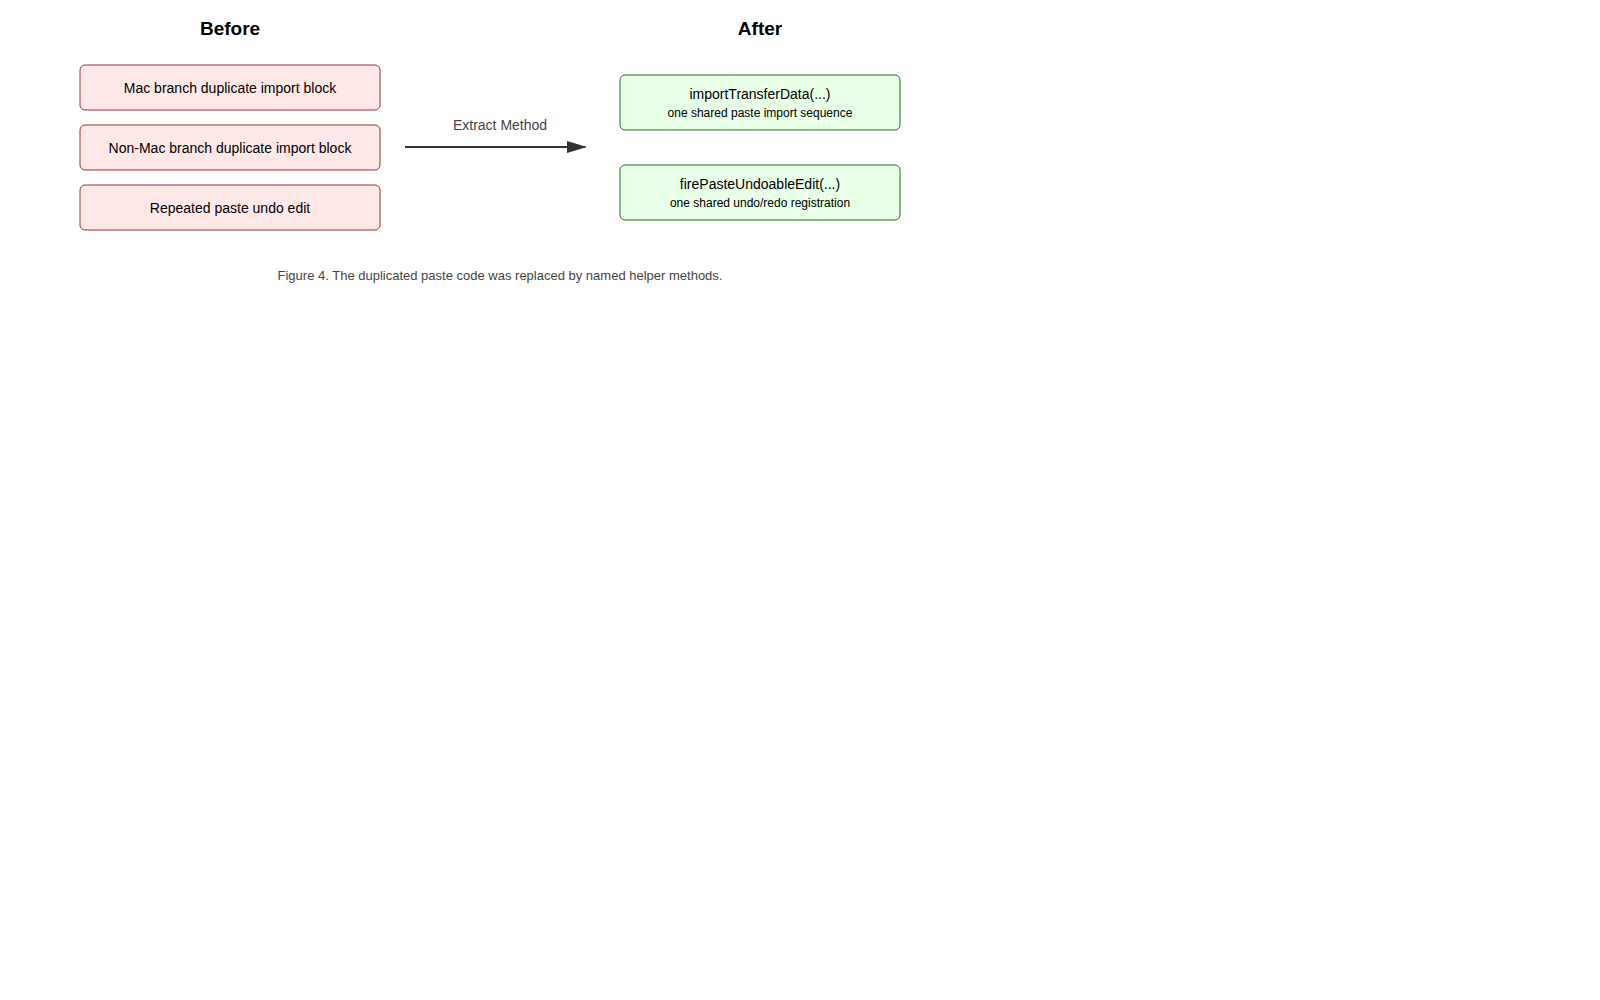 Before
After
Mac branch duplicate import block
Non-Mac branch duplicate import block
Repeated paste undo edit
Extract Method
importTransferData(...)
one shared paste import sequence
firePasteUndoableEdit(...)
one shared undo/redo registration
Figure 4. The duplicated paste code was replaced by named helper methods.